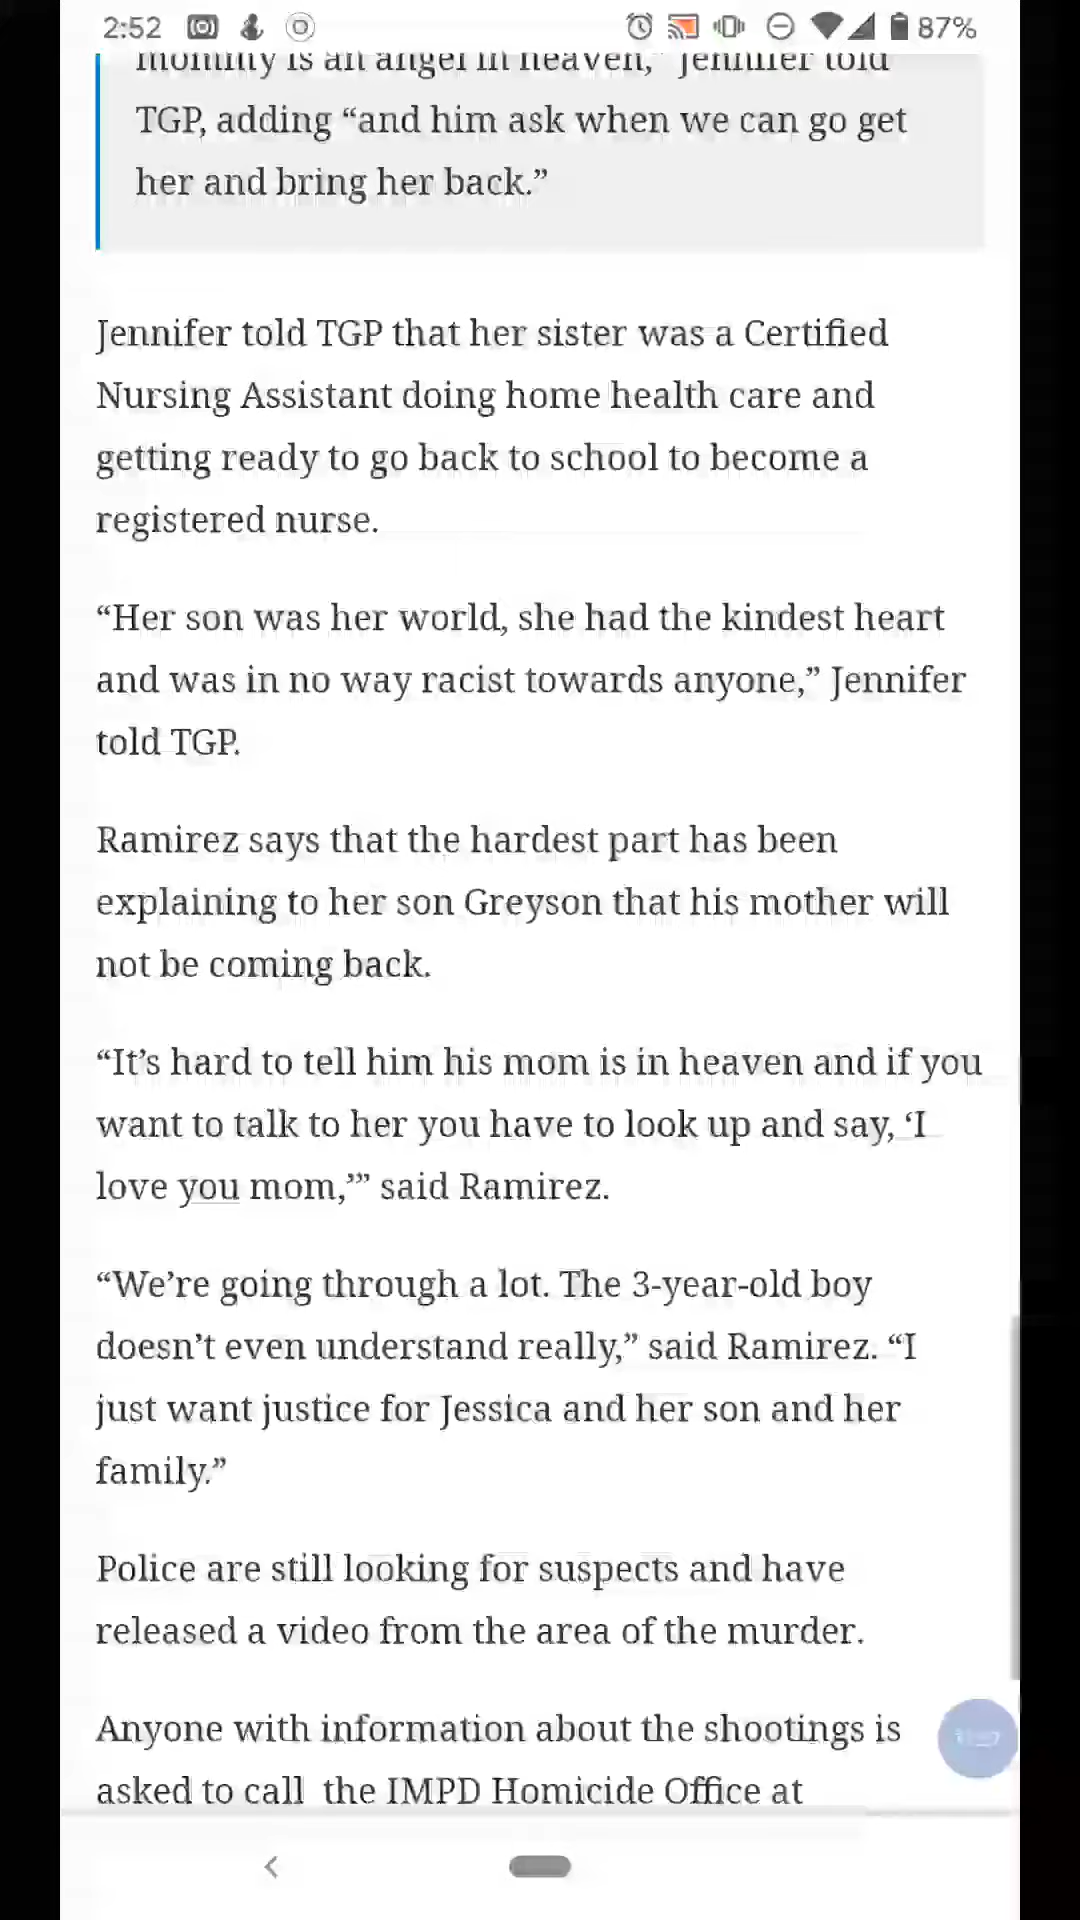 2:52
87%
mommy is an angel in heaven,” Jennifer told
TGP, adding “and him ask when we can go get
her and bring her back.”
Jennifer told TGP that her sister was a Certified
Nursing Assistant doing home health care and
getting ready to go back to school to become a
registered nurse.
“Her son was her world, she had the kindest heart
and was in no way racist towards anyone,” Jennifer
told TGP.
Ramirez says that the hardest part has been
explaining to her son Greyson that his mother will
not be coming back.
“It’s hard to tell him his mom is in heaven and if you
want to talk to her you have to look up and say, ‘I
love you mom,’” said Ramirez.
“We’re going through a lot. The 3-year-old boy
doesn’t even understand really,” said Ramirez. “I
just want justice for Jessica and her son and her
family.”
Police are still looking for suspects and have
released a video from the area of the murder.
Anyone with information about the shootings is
asked to call the IMPD Homicide Office at